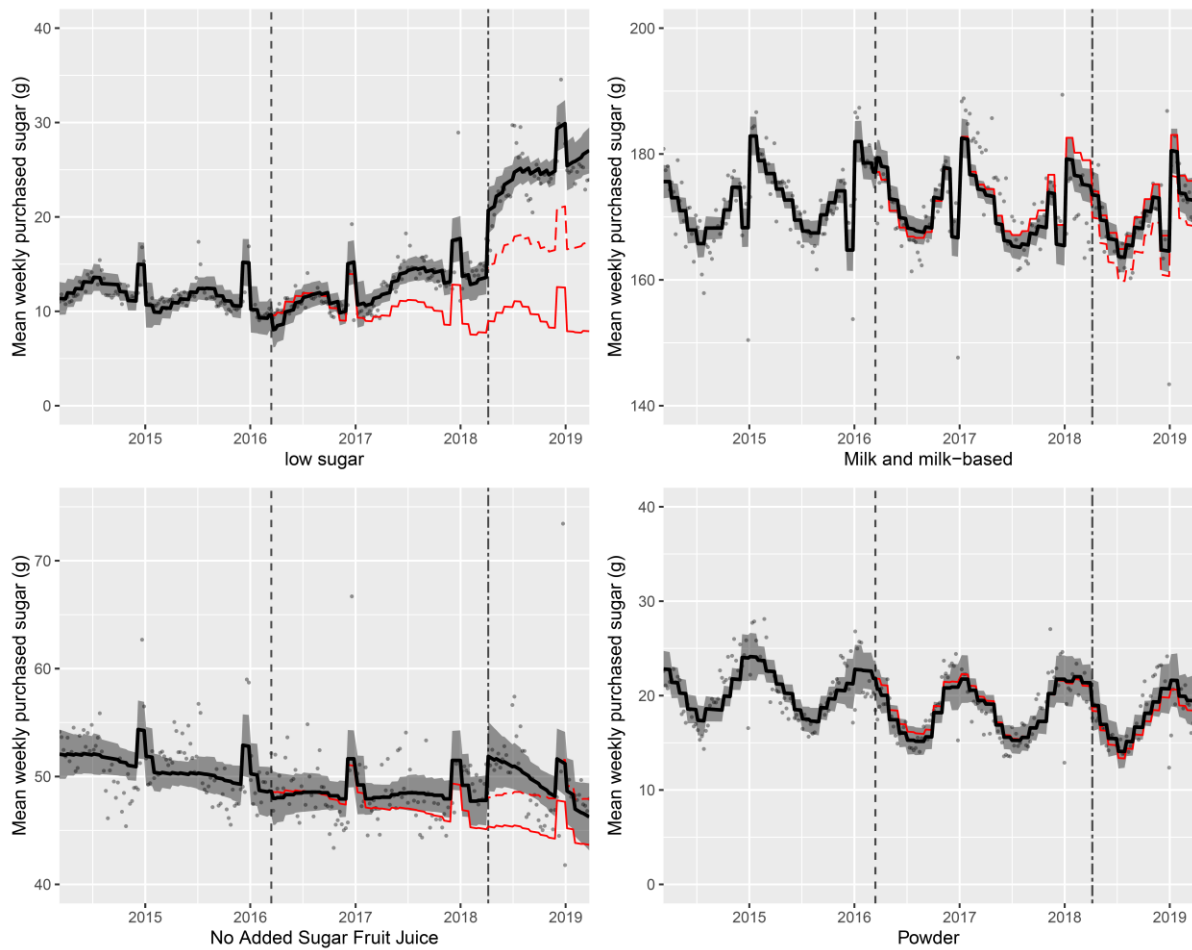 Mean weekly purchased sugar (g)
40
30
20
10
0
2015 2016 2017 2018 2019
low sugar
Mean weekly purchased sugar (g)
200
180
160
140
2015 2016 2017 2018 2019
Milk and milk−based
Mean weekly purchased sugar (g)
70
60
50
40
2015 2016 2017 2018 2019
No Added Sugar Fruit Juice
Mean weekly purchased sugar (g)
40
30
20
10
0
2015 2016 2017 2018 2019
Powder